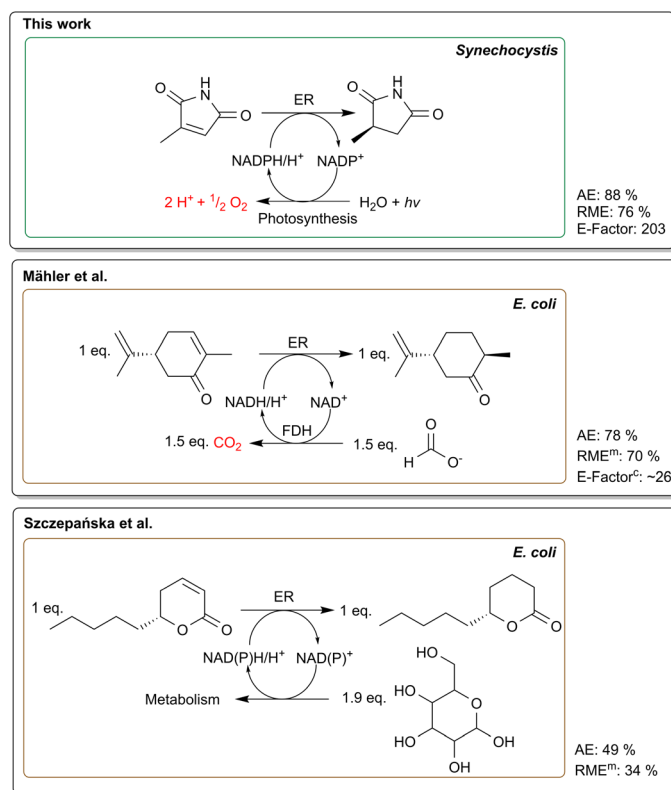 This work
Synechocystis
H
N
O
O
ER
H
N
O
O
NADPH/H+
NADP+
2 H+ + 1/2 O2
H2O + hv
Photosynthesis
AE: 88 %
RME: 76 %
E-Factor: 203
Mähler et al.
E. coli
1 eq.
O
ER
1 eq.
O
NADH/H+
NAD+
FDH
1.5 eq. CO2
1.5 eq.
O
H
O-
AE: 78 %
RMEm: 70 %
E-Factorc: ~26
Szczepańska et al.
E. coli
1 eq.
O
O
ER
1 eq.
O
O
NAD(P)H/H+
NAD(P)+
Metabolism
1.9 eq.
HO
HO
O
HO
OH
OH
AE: 49 %
RMEm: 34 %